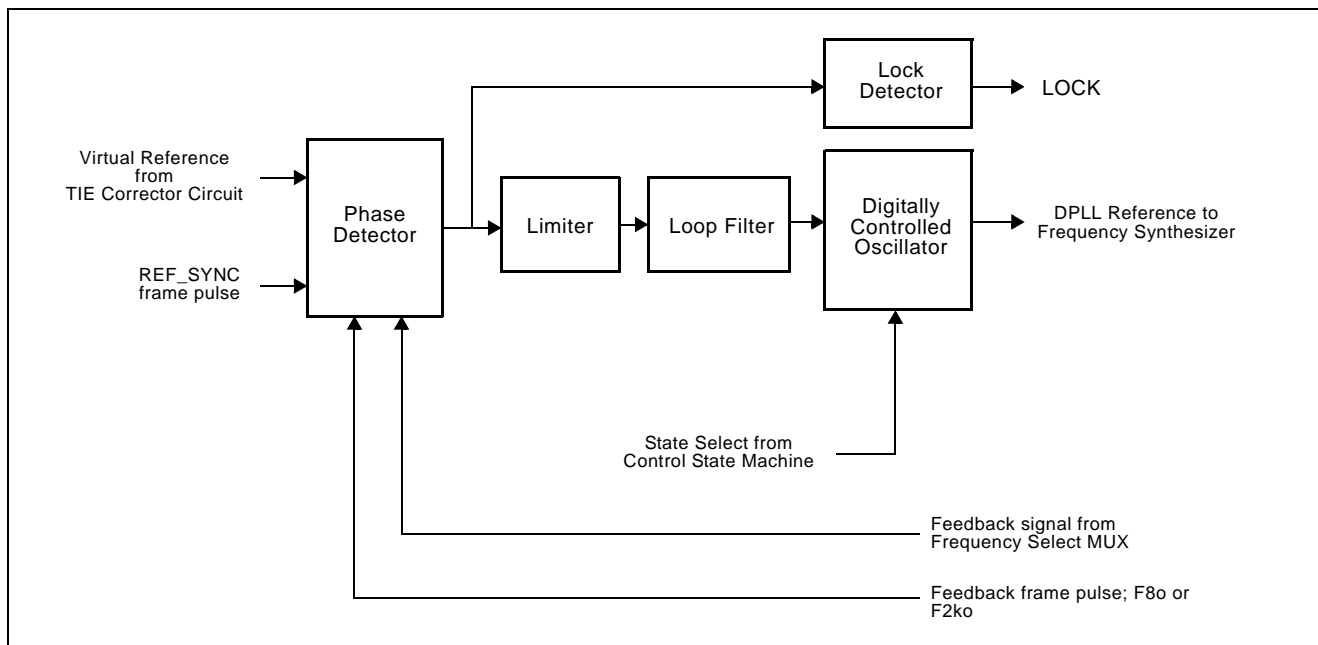 Lock
Detector
LOCK
Virtual Reference
from
TIE Corrector Circuit
Phase
Detector
Limiter
Loop Filter
Digitally
Controlled
Oscillator
DPLL Reference to
Frequency Synthesizer
REF_SYNC
frame pulse
State Select from
Control State Machine
Feedback signal from
Frequency Select MUX
Feedback frame pulse; F8o or
F2ko